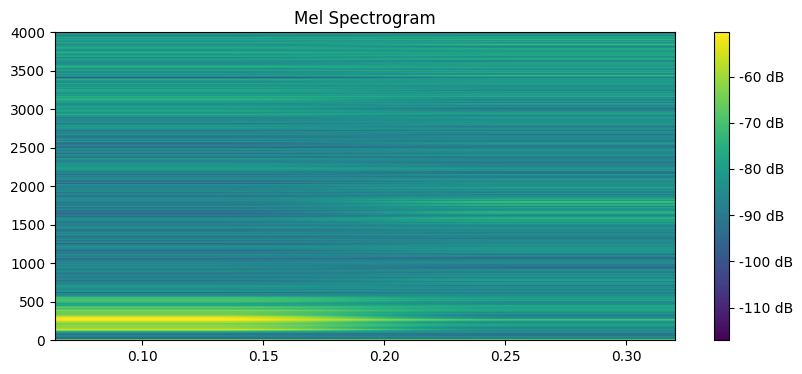 Mel Spectrogram
4000
3500
3000
2500
2000
1500
1000
500
0
0.10 0.15 0.20 0.25 0.30
-60 dB
-70 dB
-80 dB
-90 dB
-100 dB
-110 dB